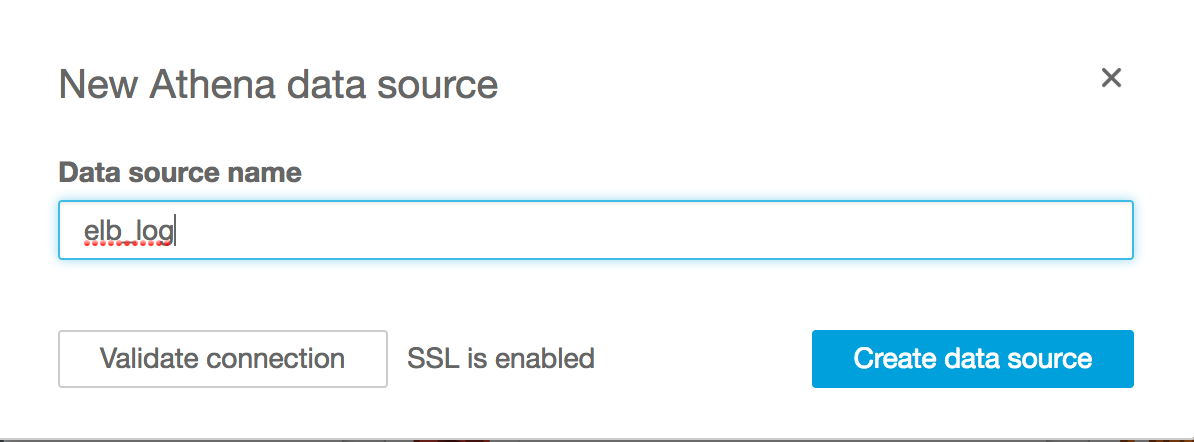 New Athena data source
Data source name
elb_log
Validate connection SSL is enabled Create data source